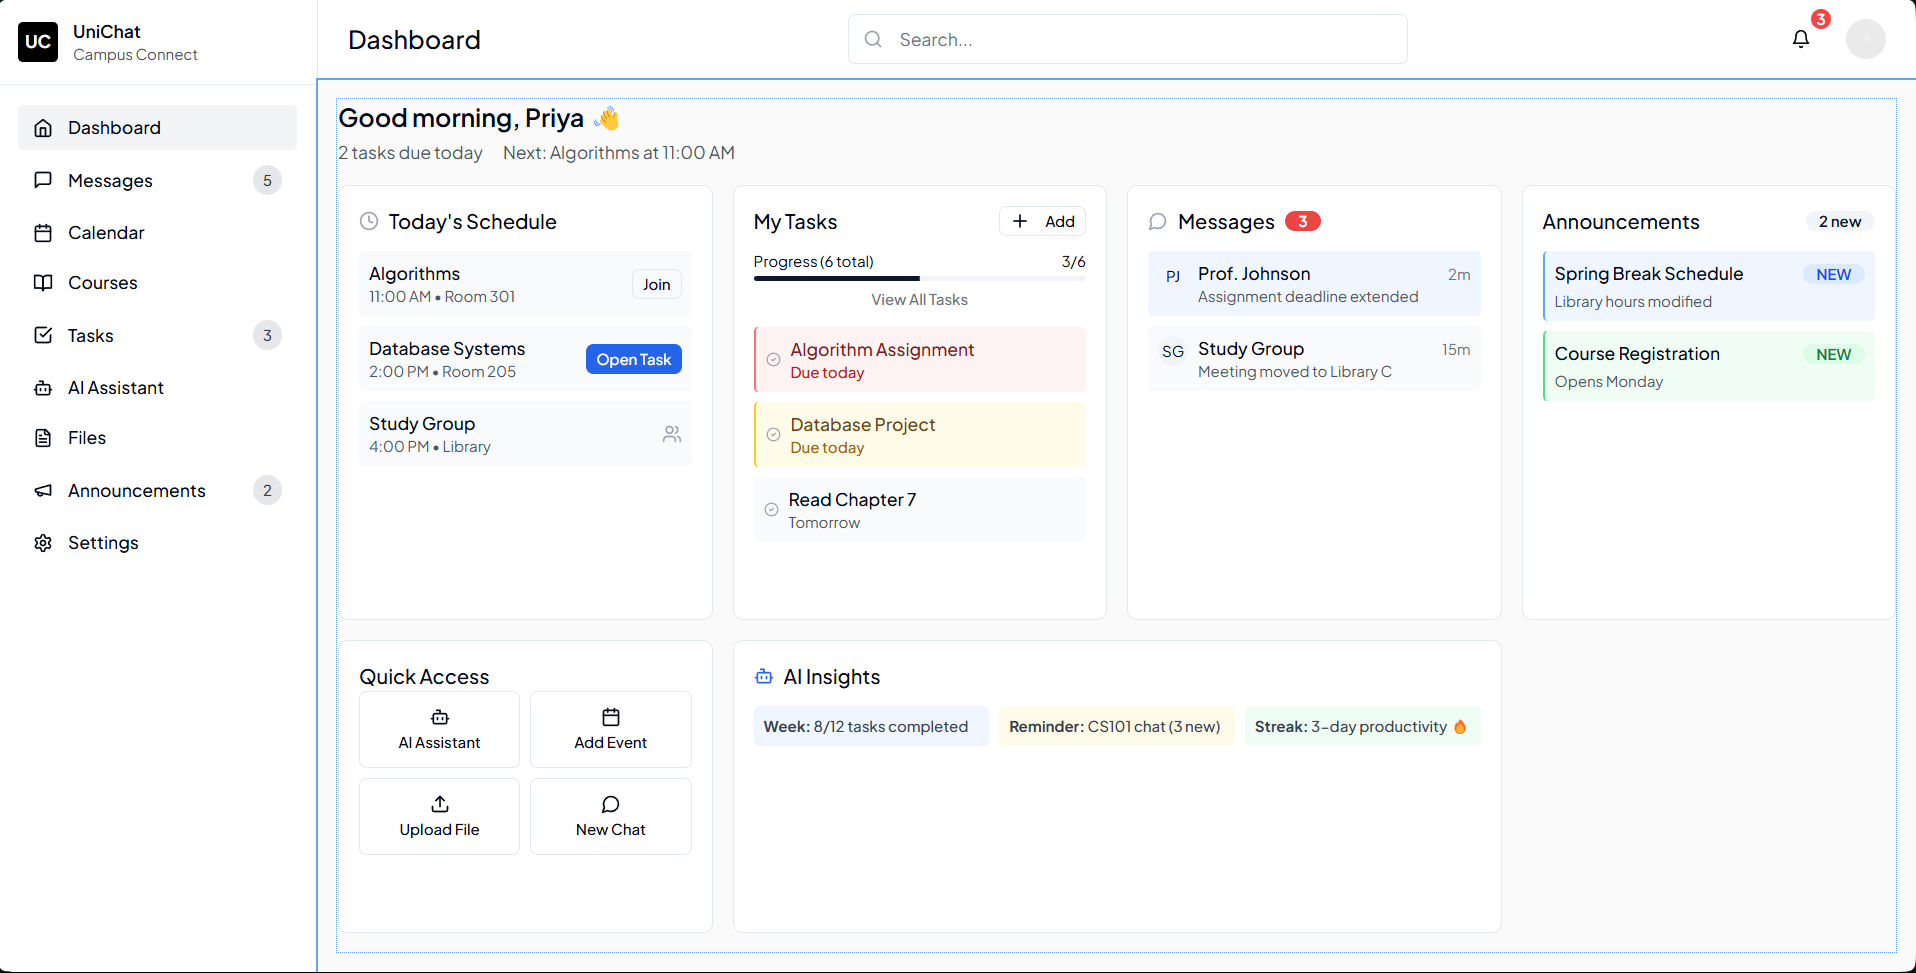 UC
UniChat
Campus Connect
Dashboard
Search...
3
Dashboard
Messages 5
Calendar
Courses
Tasks 3
AI Assistant
Files
Announcements 2
Settings
Good morning, Priya 👋
2 tasks due today Next: Algorithms at 11:00 AM
Today's Schedule
Algorithms
11:00 AM • Room 301
Join
Database Systems
2:00 PM • Room 205
Open Task
Study Group
4:00 PM • Library
My Tasks
Add
Progress (6 total) 3/6
View All Tasks
Algorithm Assignment
Due today
Database Project
Due today
Read Chapter 7
Tomorrow
Messages 3
PJ
Prof. Johnson 2m
Assignment deadline extended
SG
Study Group 15m
Meeting moved to Library C
Announcements 2 new
Spring Break Schedule NEW
Library hours modified
Course Registration NEW
Opens Monday
Quick Access
AI Assistant
Add Event
Upload File
New Chat
AI Insights
Week: 8/12 tasks completed
Reminder: CS101 chat (3 new)
Streak: 3-day productivity 🔥